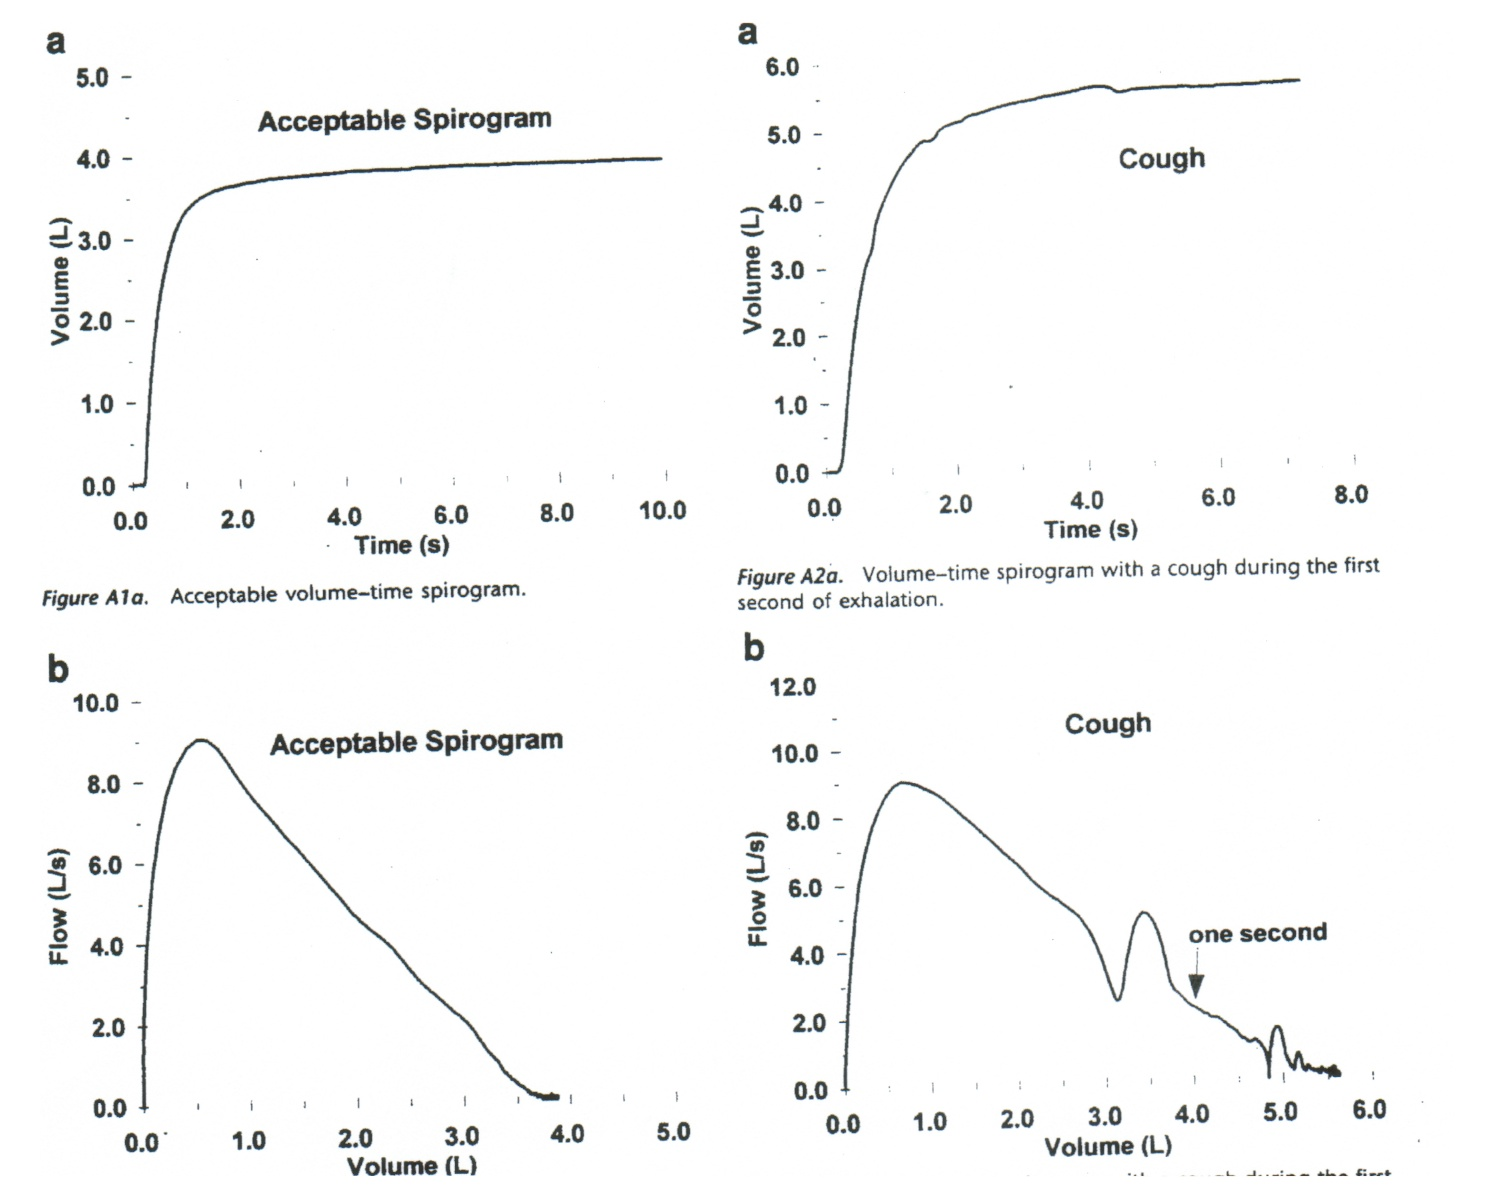 a
5.0
Acceptable Spirogram
4.0
3.0
2.0
1.0
0.0
Volume (L)
0.0 2.0 4.0 6.0 8.0 10.0
Time (s)
Figure A1a. Acceptable volume–time spirogram.
a
6.0
5.0
Cough
4.0
3.0
2.0
1.0
0.0
Volume (L)
0.0 2.0 4.0 6.0 8.0
Time (s)
Figure A2a. Volume–time spirogram with a cough during the first
second of exhalation.
b
10.0
Acceptable Spirogram
8.0
6.0
4.0
2.0
0.0
Flow (L/s)
0.0 1.0 2.0 3.0 4.0 5.0
Volume (L)
b
12.0
Cough
10.0
8.0
6.0
one second
4.0
2.0
0.0
Flow (L/s)
0.0 1.0 2.0 3.0 4.0 5.0 6.0
Volume (L)